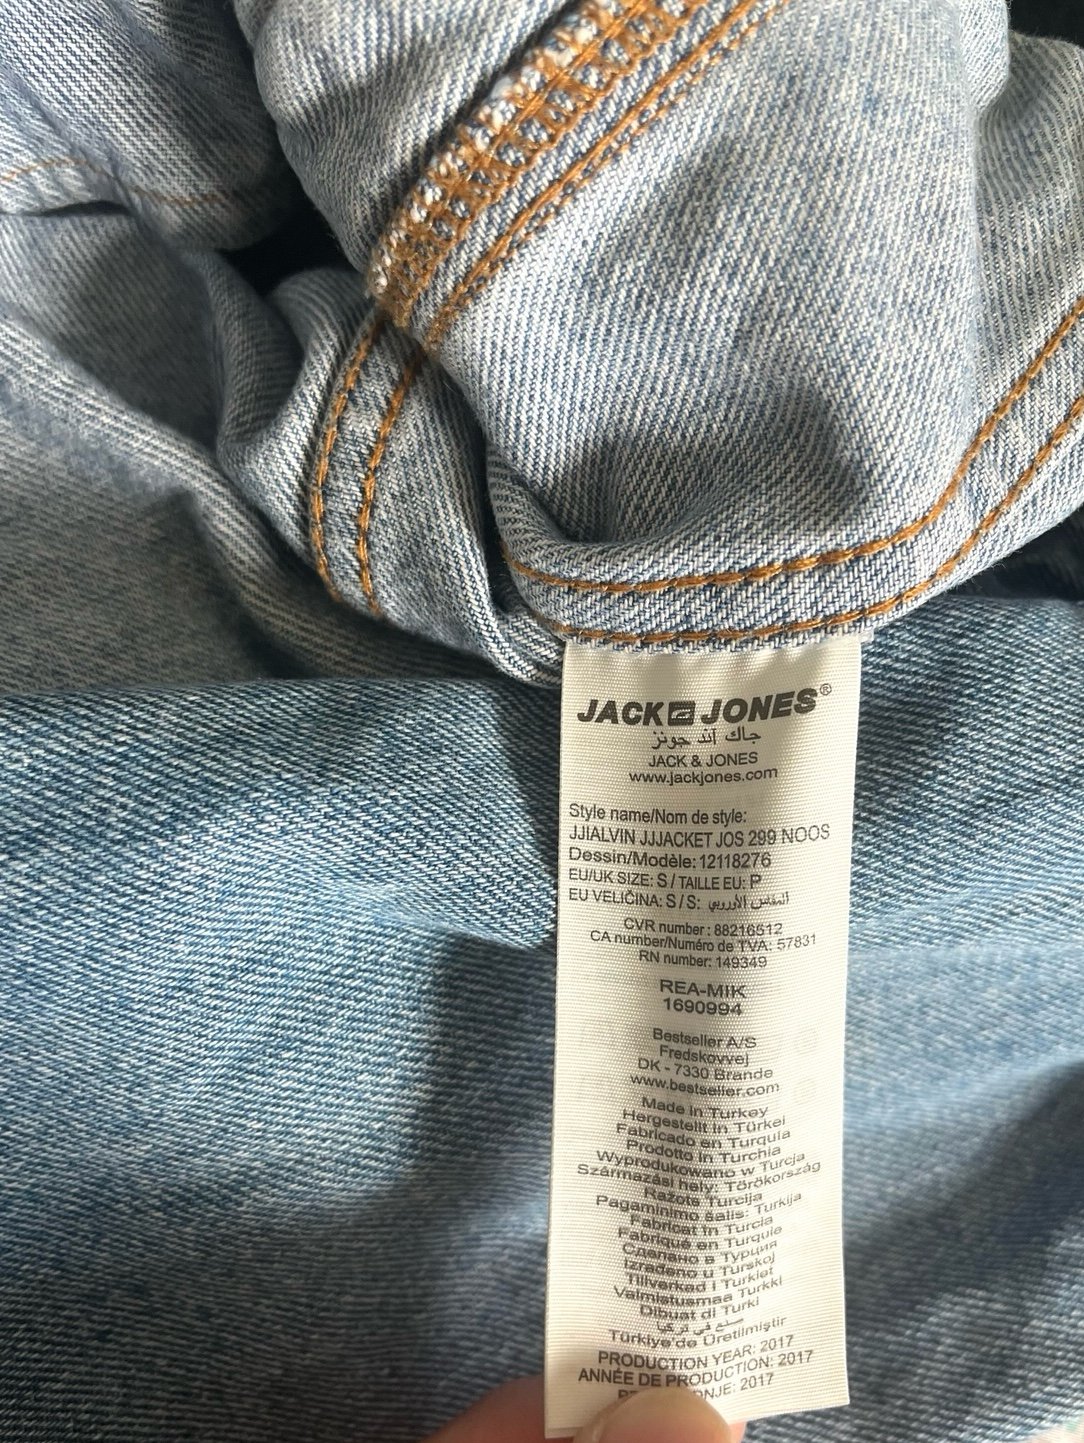 JACK JONES®
جاك أند جونز
JACK & JONES
www.jackjones.com
Style name/Nom de style:
JJIALVIN JJJACKET JOS 299 NOOS
Dessin/Modèle: 12118276
EU/UK SIZE: S / TAILLE EU: P
EU VELIČINA: S / S: المقاس الأوروبي
CVR number: 88216512
CA number/Numéro de TVA: 57831
RN number: 149349
REA-MIK
1690994
Bestseller A/S
Fredskovvej
DK - 7330 Brande
www.bestseller.com
Made in Turkey
Hergestellt in Türkei
Fabricado en Turquía
Prodotto in Turchia
Wyprodukowano w Turcja
Származási hely: Törökország
Ražots Turcija
Pagaminimo šalis: Turkija
Fabricat în Turcia
Fabriqué en Turquie
Сделано в Турция
Izrađeno u Turskoj
Tillverkad i Turkiet
Valmistusmaa Turkki
Dibuat di Turki
صنع في تركيا
Türkiye'de Üretilmiştir
PRODUCTION YEAR: 2017
ANNÉE DE PRODUCTION: 2017
2017